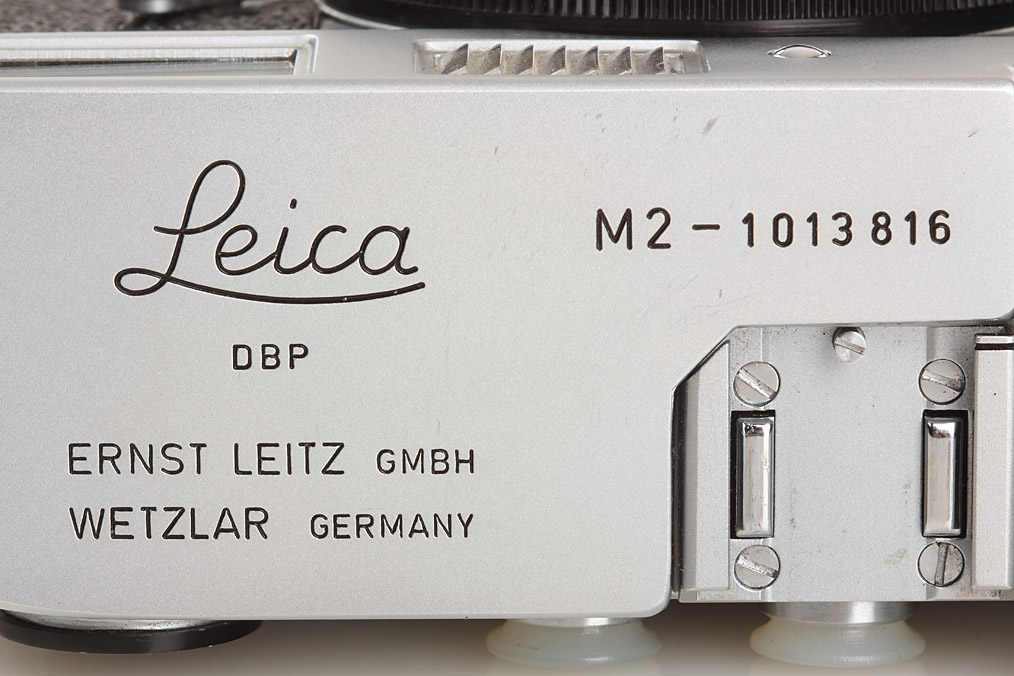 Leica
M2-1013816
DBP
ERNST LEITZ GMBH
WETZLAR GERMANY